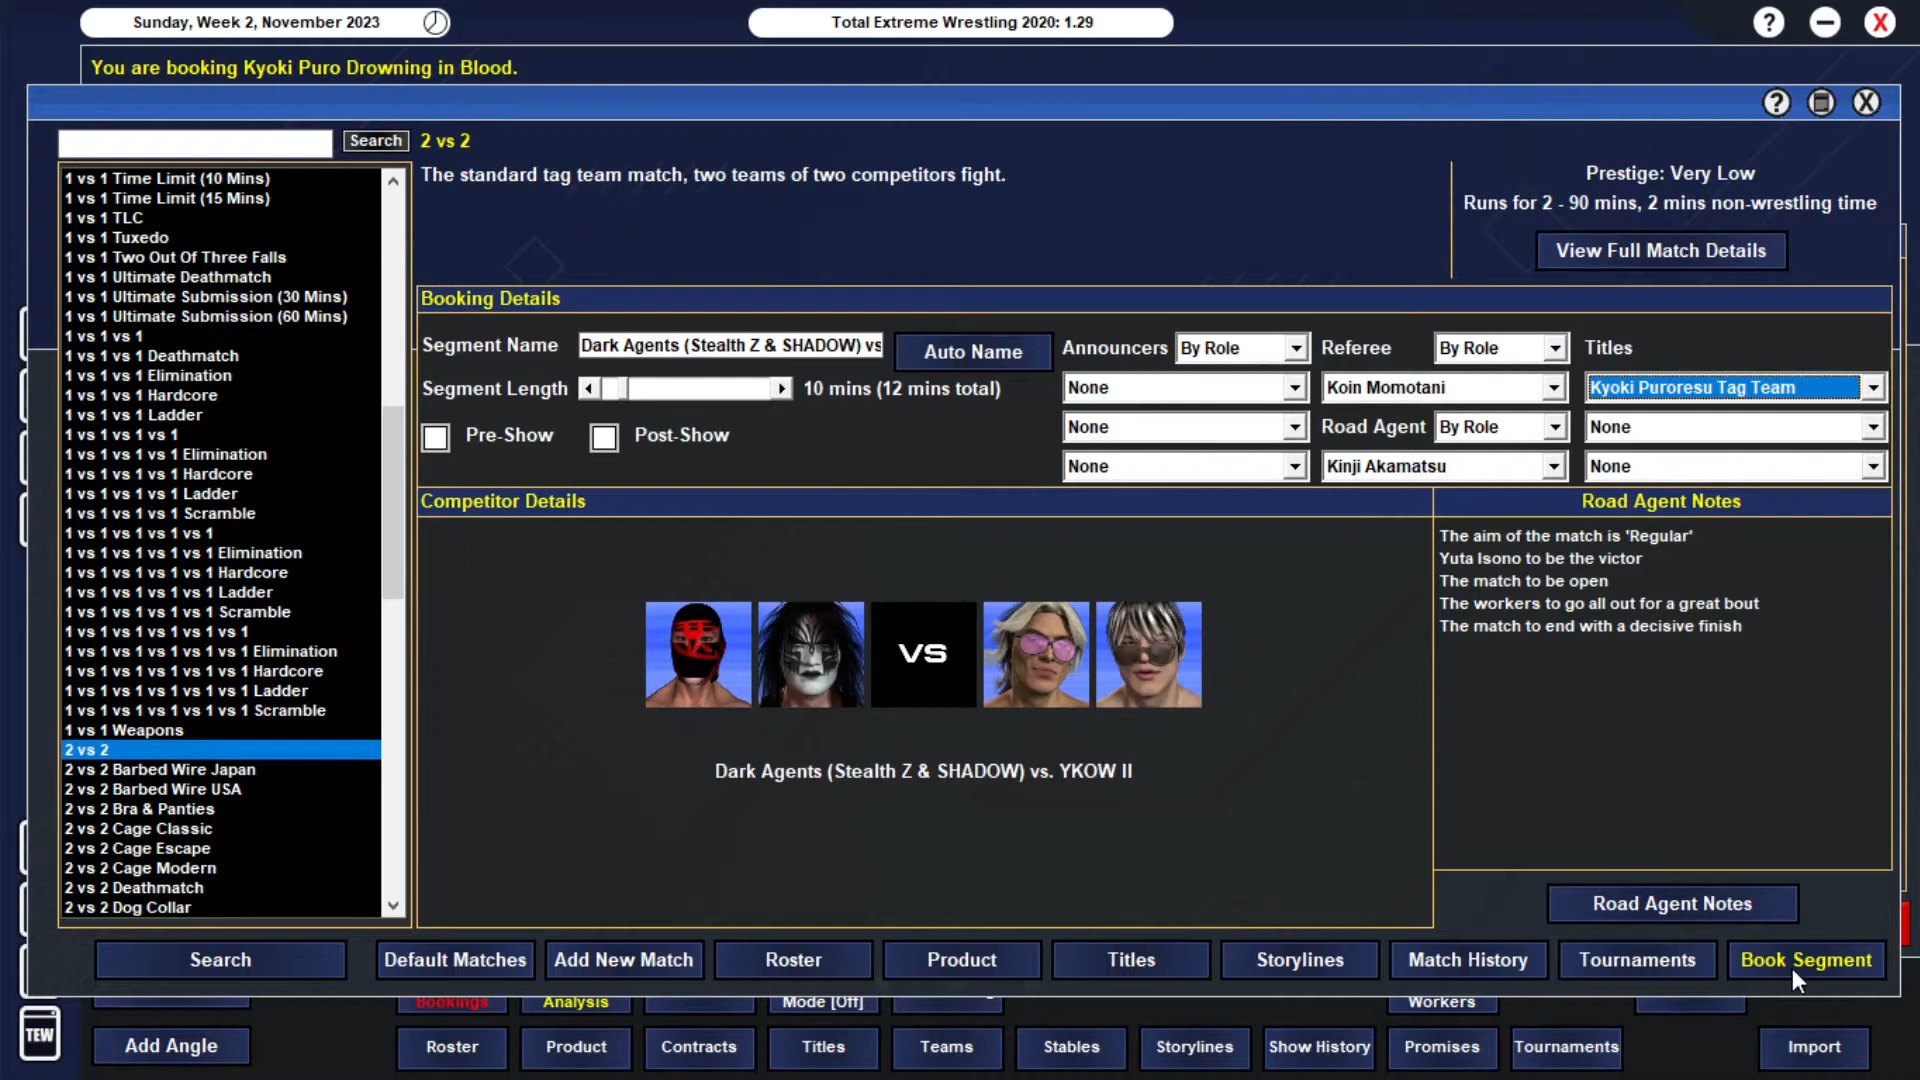 Sunday, Week 2, November 2023
Total Extreme Wrestling 2020: 1.29
?
X
You are booking Kyoki Puro Drowning in Blood.
?
X
Search
2 vs 2
The standard tag team match, two teams of two competitors fight.
Prestige: Very Low
Runs for 2 - 90 mins, 2 mins non-wrestling time
View Full Match Details
1 vs 1 Time Limit (10 Mins)
1 vs 1 Time Limit (15 Mins)
1 vs 1 TLC
1 vs 1 Tuxedo
1 vs 1 Two Out Of Three Falls
1 vs 1 Ultimate Deathmatch
1 vs 1 Ultimate Submission (30 Mins)
1 vs 1 Ultimate Submission (60 Mins)
1 vs 1 vs 1
1 vs 1 vs 1 Deathmatch
1 vs 1 vs 1 Elimination
1 vs 1 vs 1 Hardcore
1 vs 1 vs 1 Ladder
1 vs 1 vs 1 vs 1
1 vs 1 vs 1 vs 1 Elimination
1 vs 1 vs 1 vs 1 Hardcore
1 vs 1 vs 1 vs 1 Ladder
1 vs 1 vs 1 vs 1 Scramble
1 vs 1 vs 1 vs 1 vs 1
1 vs 1 vs 1 vs 1 vs 1 Elimination
1 vs 1 vs 1 vs 1 vs 1 Hardcore
1 vs 1 vs 1 vs 1 vs 1 Ladder
1 vs 1 vs 1 vs 1 vs 1 Scramble
1 vs 1 vs 1 vs 1 vs 1 vs 1
1 vs 1 vs 1 vs 1 vs 1 vs 1 Elimination
1 vs 1 vs 1 vs 1 vs 1 vs 1 Hardcore
1 vs 1 vs 1 vs 1 vs 1 vs 1 Ladder
1 vs 1 vs 1 vs 1 vs 1 vs 1 Scramble
1 vs 1 Weapons
2 vs 2
2 vs 2 Barbed Wire Japan
2 vs 2 Barbed Wire USA
2 vs 2 Bra & Panties
2 vs 2 Cage Classic
2 vs 2 Cage Escape
2 vs 2 Cage Modern
2 vs 2 Deathmatch
2 vs 2 Dog Collar
Booking Details
Segment Name
Dark Agents (Stealth Z & SHADOW) vs
Auto Name
Announcers
By Role
Referee
By Role
Titles
Segment Length
10 mins (12 mins total)
None
Koin Momotani
Kyoki Puroresu Tag Team
Pre-Show
Post-Show
None
Road Agent
By Role
None
None
Kinji Akamatsu
None
Competitor Details
VS
Dark Agents (Stealth Z & SHADOW) vs. YKOW II
Road Agent Notes
The aim of the match is 'Regular'
Yuta Isono to be the victor
The match to be open
The workers to go all out for a great bout
The match to end with a decisive finish
Road Agent Notes
Search
Default Matches
Add New Match
Roster
Product
Titles
Storylines
Match History
Tournaments
Book Segment
Bookings
Analysis
Mode [Off]
Workers
TEW
Add Angle
Roster
Product
Contracts
Titles
Teams
Stables
Storylines
Show History
Promises
Tournaments
Import